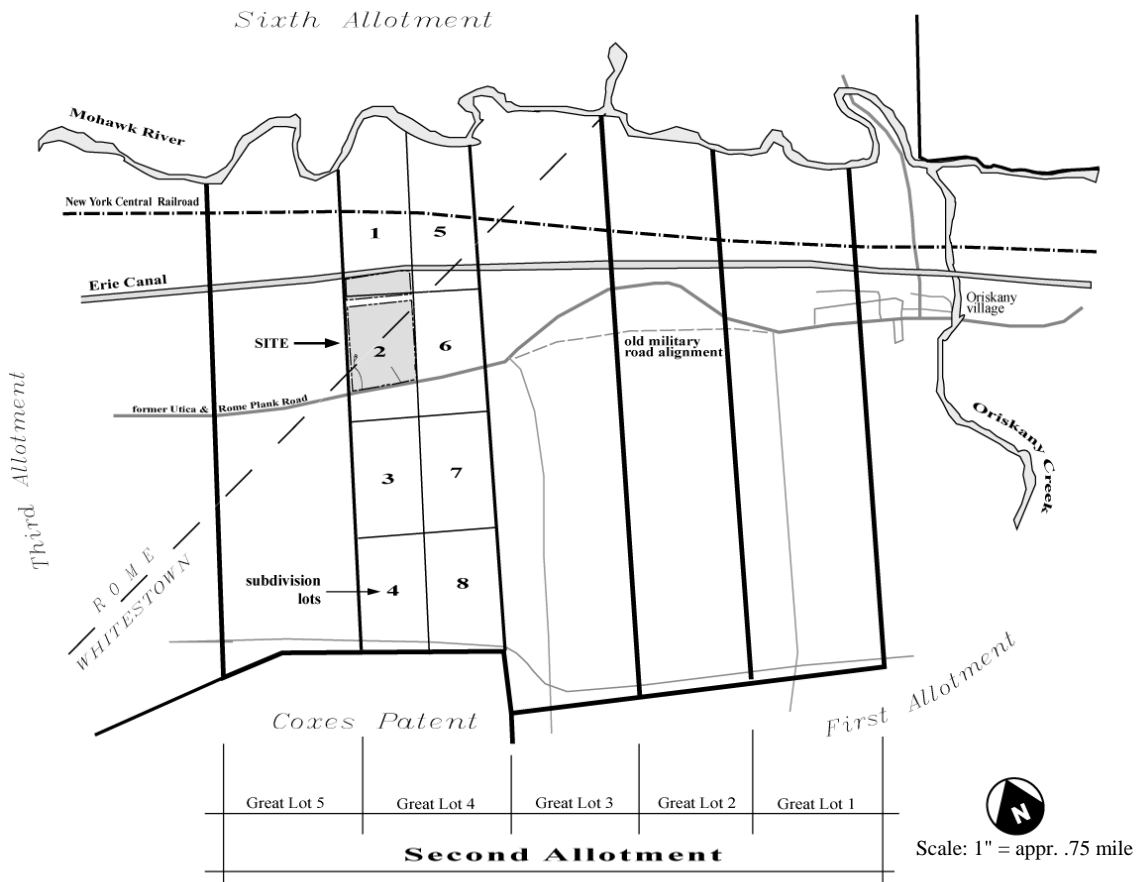 Sixth Allotment
Mohawk River
New York Central Railroad
1
5
Erie Canal
Oriskany
village
SITE
2
6
old military
road alignment
former Utica & Rome Plank Road
Third Allotment
Oriskany Creek
3
7
ROME
WHITESTOWN
subdivision
lots
4
8
First Allotment
Coxes Patent
Great Lot 5
Great Lot 4
Great Lot 3
Great Lot 2
Great Lot 1
N
Second Allotment
Scale: 1" = appr. .75 mile